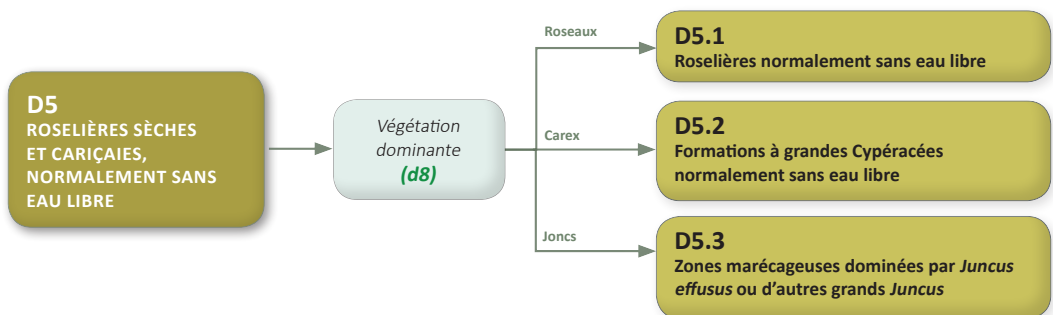 D5
ROSELIÈRES SÈCHES
ET CARIÇAIES,
NORMALEMENT SANS
EAU LIBRE
Végétation
dominante
(d8)
Roseaux
D5.1
Roselières normalement sans eau libre
Carex
D5.2
Formations à grandes Cypéracées
normalement sans eau libre
Joncs
D5.3
Zones marécageuses dominées par Juncus
effusus ou d’autres grands Juncus